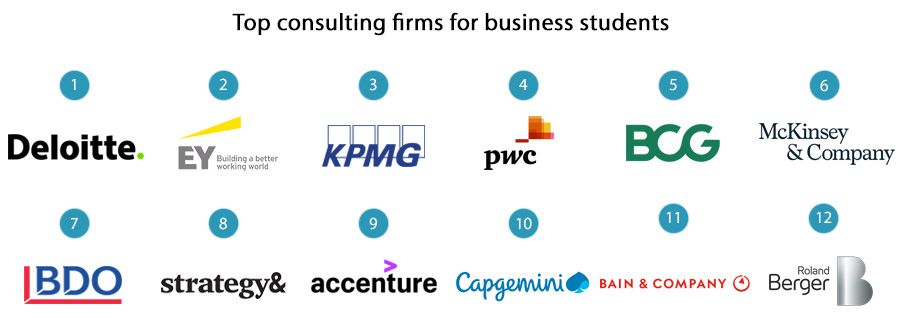 Top consulting firms for business students
1 2 3 4 5 6
Deloitte. EY Building a better working world KPMG pwc BCG McKinsey & Company
7 8 9 10 11 12
BDO strategy& accenture Capgemini BAIN & COMPANY Roland Berger B